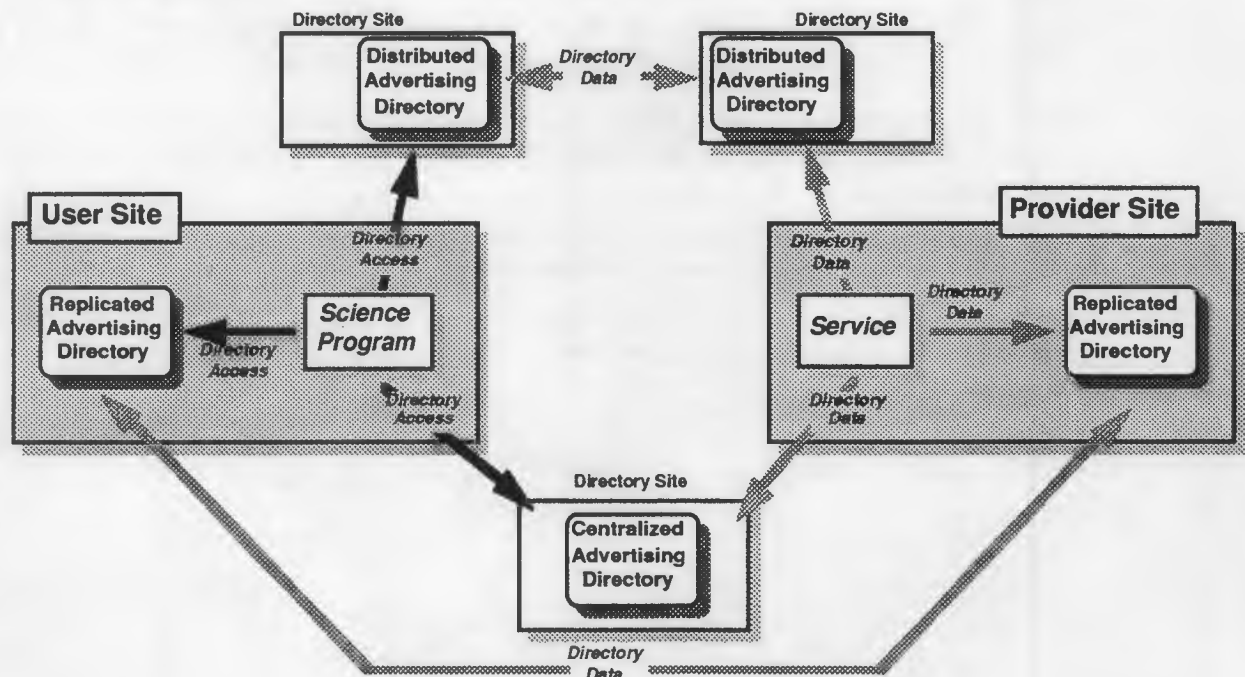 Directory Site
Distributed
Advertising
Directory
Directory
Data
Directory Site
Distributed
Advertising
Directory
User Site
Replicated
Advertising
Directory
Directory
Access
Science
Program
Directory
Access
Directory
Access
Provider Site
Directory
Data
Service
Directory
Data
Replicated
Advertising
Directory
Directory
Data
Directory Site
Centralized
Advertising
Directory
Directory
Data